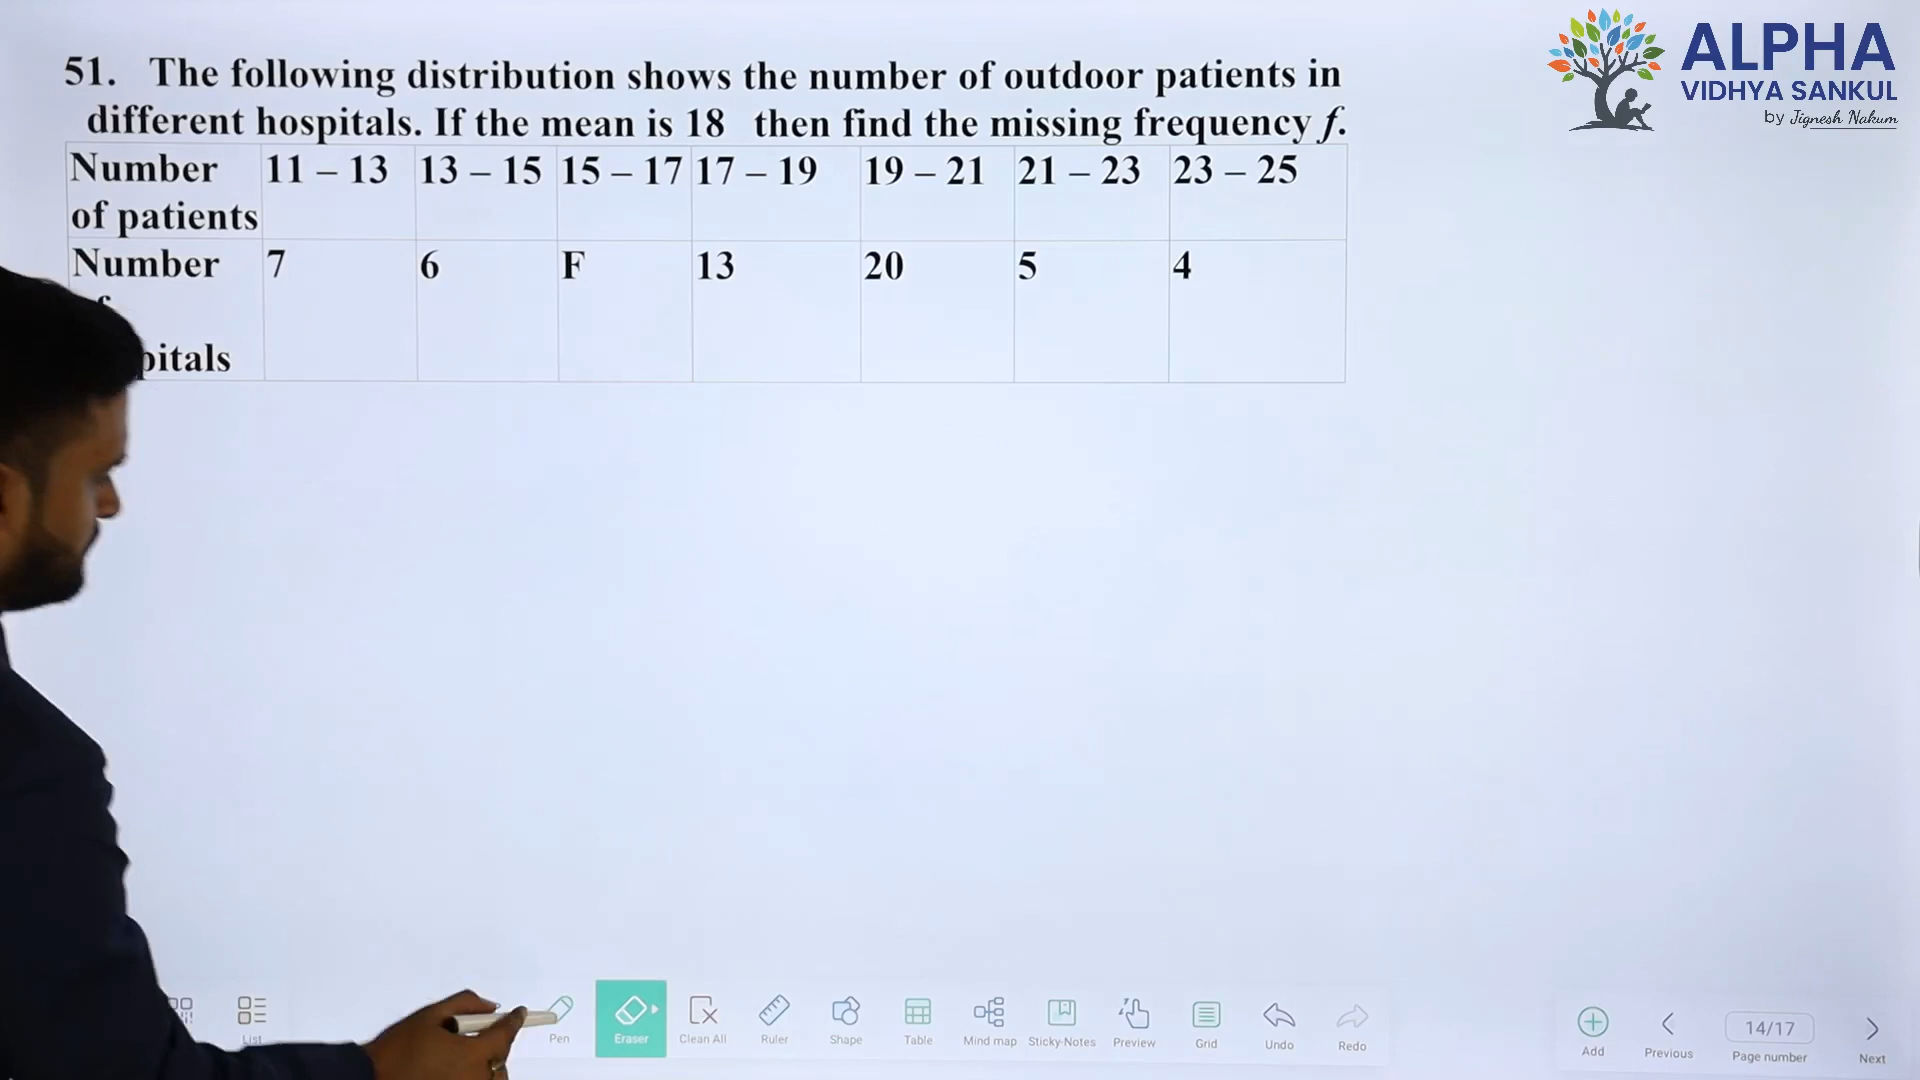 ALPHA
VIDHYA SANKUL
by Jignesh Nakum
51. The following distribution shows the number of outdoor patients in
different hospitals. If the mean is 18 then find the missing frequency f.
Number of patients 11 – 13 13 – 15 15 – 17 17 – 19 19 – 21 21 – 23 23 – 25
Number 7 6 F 13 20 5 4
pitals
List
Pen
Eraser
Clean All
Ruler
Shape
Table
Mind map
Sticky-Notes
Preview
Grid
Undo
Redo
Add
Previous
14/17
Page number
Next